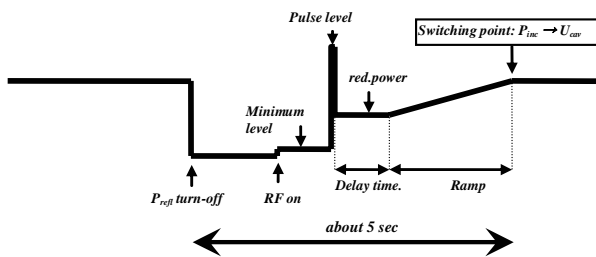 Pulse level
Switching point: Pinc → Ucav
red.power
Minimum
level
Prefl turn-off
RF on
Delay time.
Ramp
about 5 sec